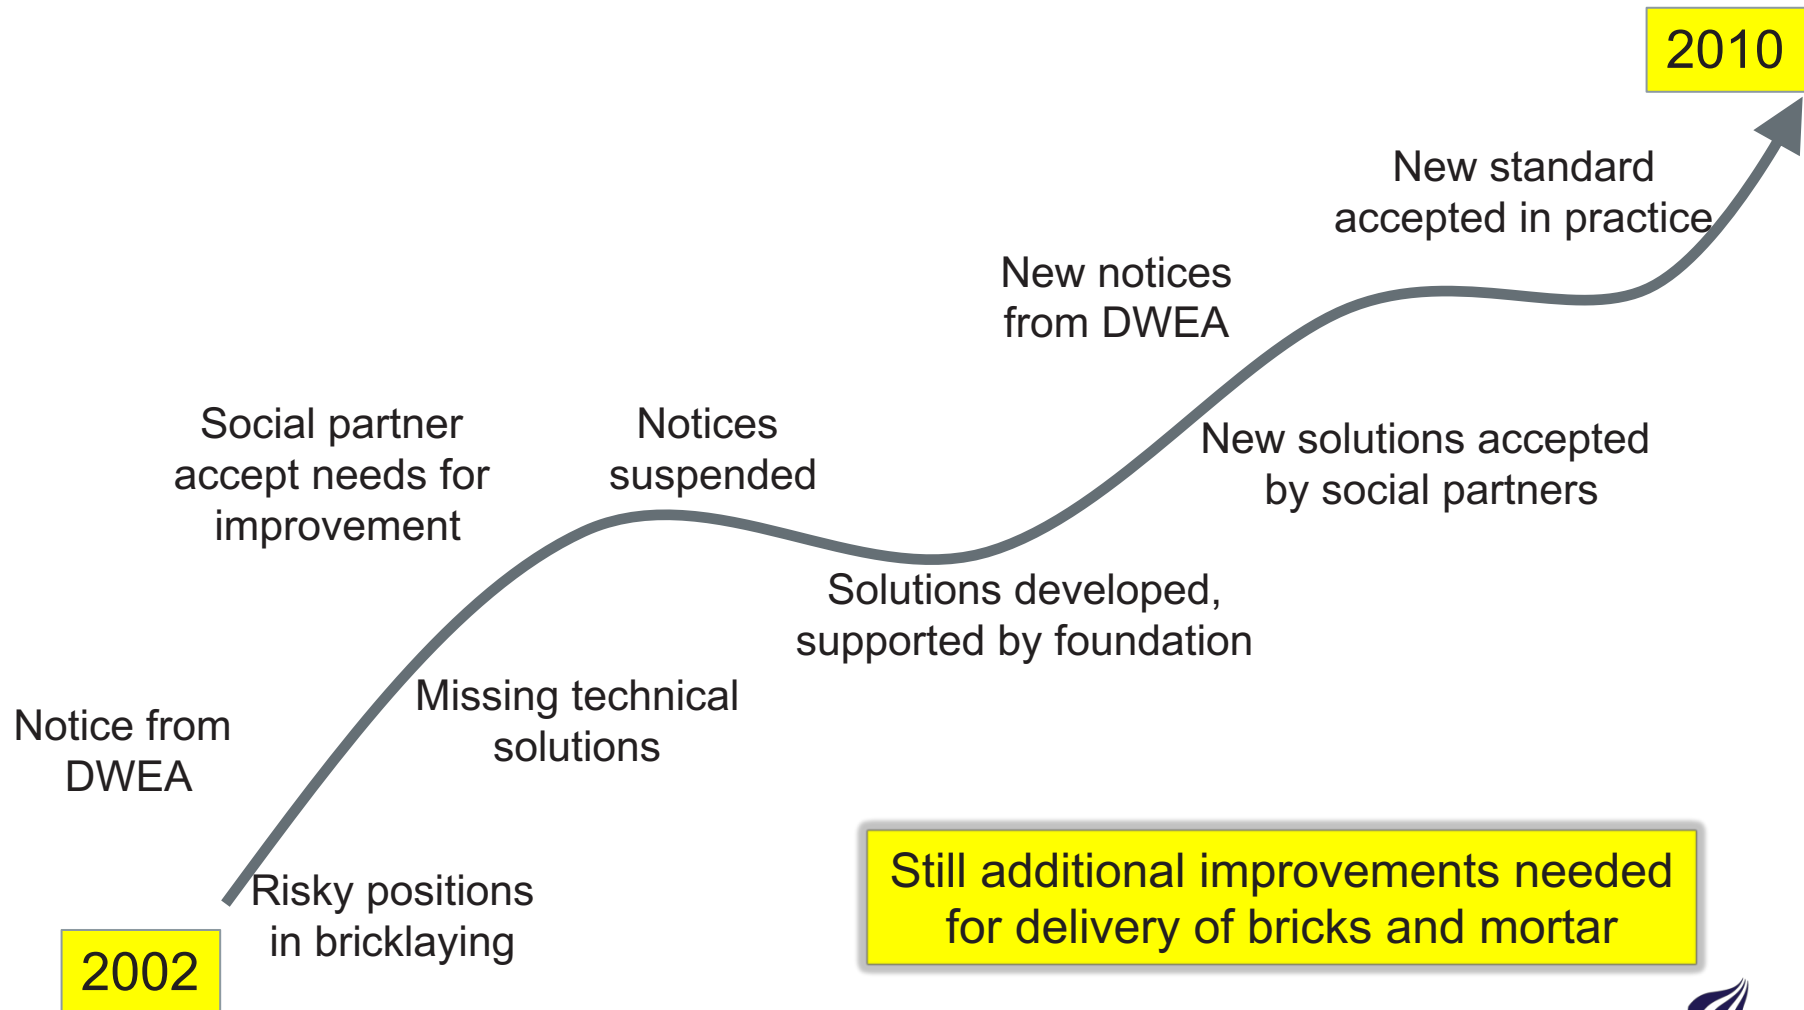 2010
New standard
accepted in practice
New notices
from DWEA
Social partner
accept needs for
improvement
Notices
suspended
New solutions accepted
by social partners
Solutions developed,
supported by foundation
Missing technical
solutions
Notice from
DWEA
Risky positions
in bricklaying
Still additional improvements needed
for delivery of bricks and mortar
2002